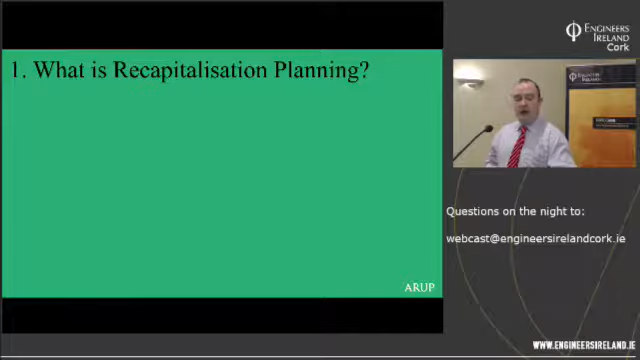 1. What is Recapitalisation Planning?
ARUP
ENGINEERS
IRELAND
Cork
Questions on the night to:
webcast@engineersirelandcork.ie
WWW.ENGINEERSIRELAND.IE